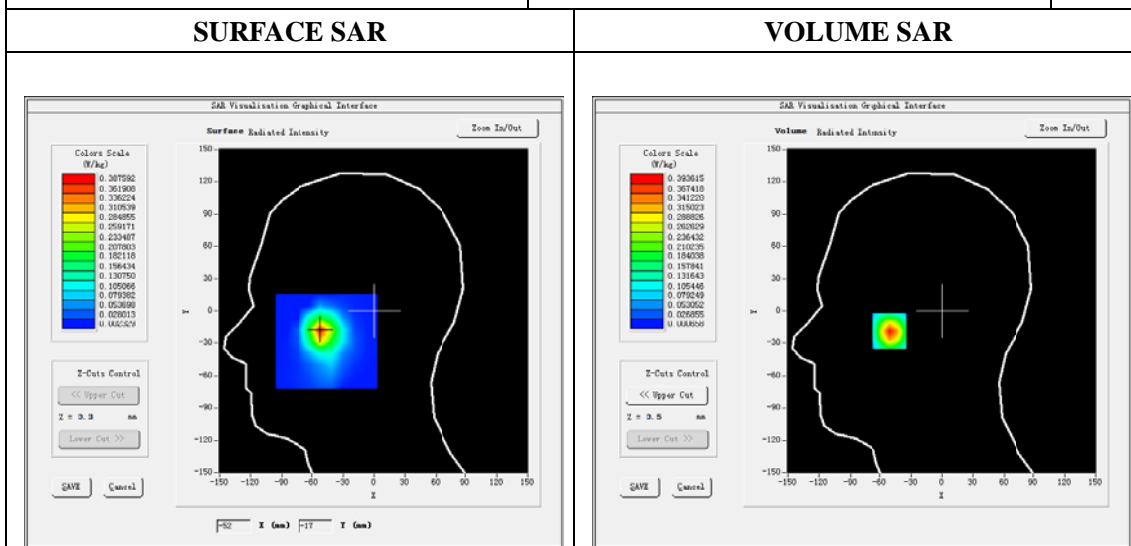 SURFACE SAR
VOLUME SAR
SAR Visualisation Graphical Interface
Surface Radiated Intensity
Zoom In/Out
Colors Scale
(W/kg)
0.387592
0.361908
0.336224
0.310539
0.284855
0.259171
0.233487
0.207803
0.182118
0.156434
0.130750
0.105066
0.079382
0.053698
0.028013
0.002329
150
120
90
60
30
0
-30
-60
-90
-120
-150
Y
-150 -120 -90 -60 -30 0 30 60 90 120 150
X
Z-Cuts Control
<< Upper Cut
Z = 3.3 mm
Lower Cut >>
SAVE
Cancel
-52 X (mm) -17 Y (mm)
SAR Visualisation Graphical Interface
Volume Radiated Intensity
Zoom In/Out
Colors Scale
(W/kg)
0.393615
0.367418
0.341220
0.315023
0.288826
0.262629
0.236432
0.210235
0.184038
0.157841
0.131643
0.105446
0.079249
0.053052
0.026855
0.000658
150
120
90
60
30
0
-30
-60
-90
-120
-150
Y
-150 -120 -90 -60 -30 0 30 60 90 120 150
X
Z-Cuts Control
<< Upper Cut
Z = 3.5 mm
Lower Cut >>
SAVE
Cancel